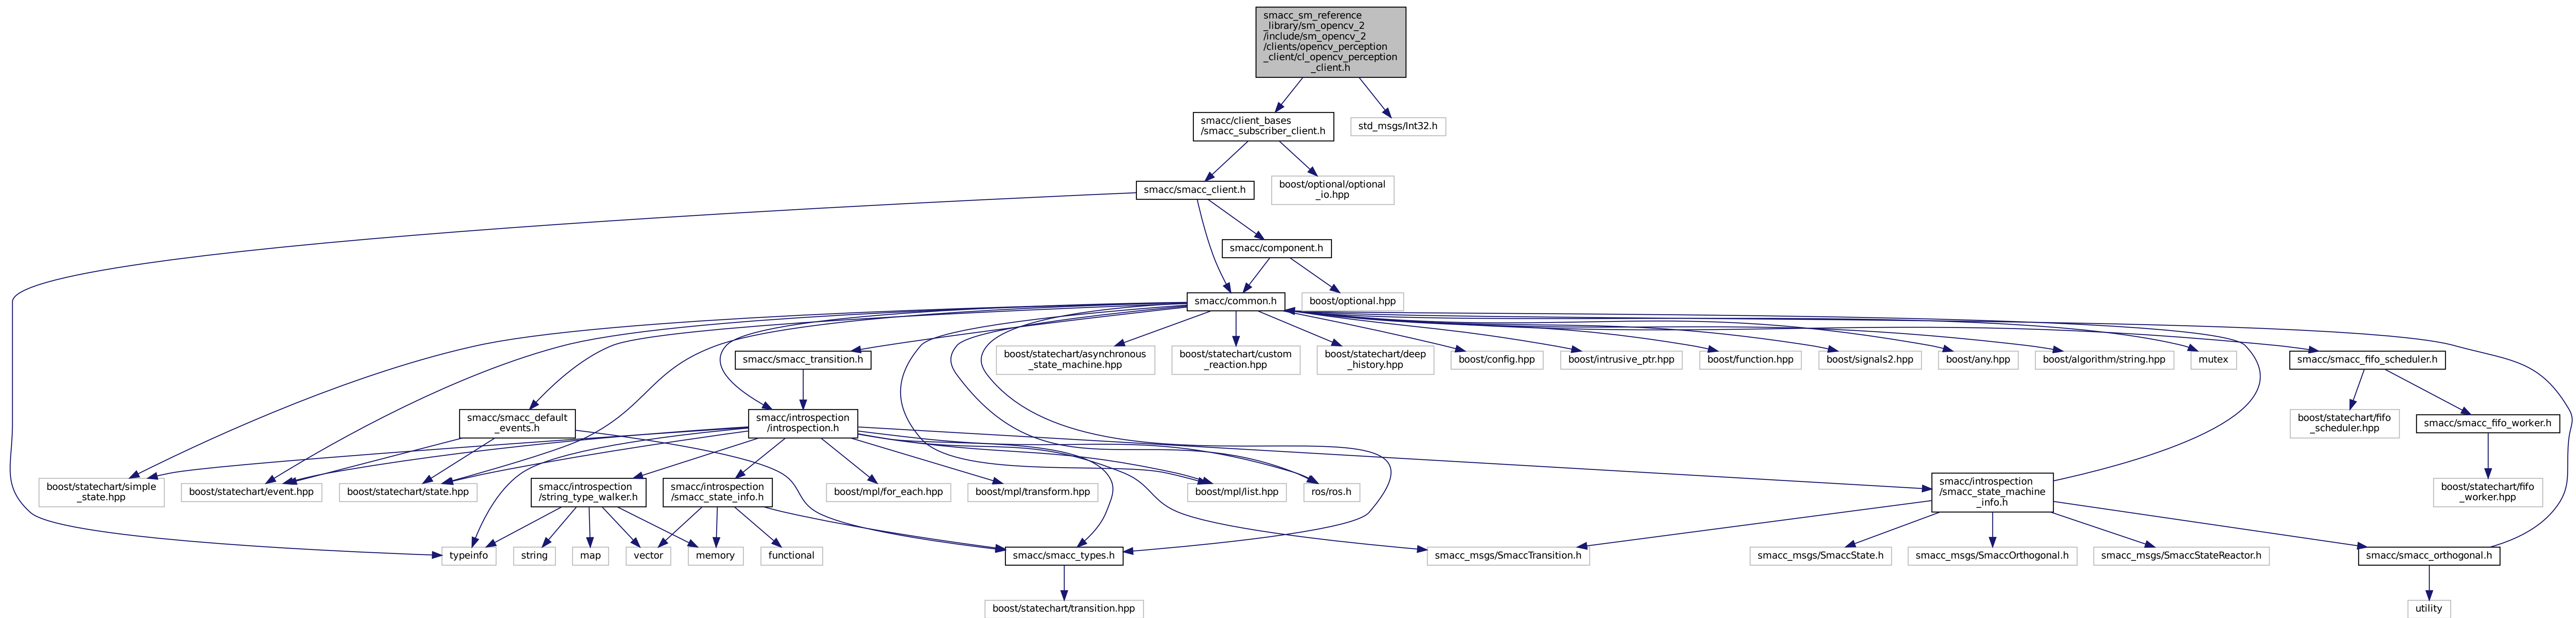 smacc_sm_reference
_library/sm_opencv_2
/include/sm_opencv_2
/clients/opencv_perception
_client/cl_opencv_perception
_client.h
smacc/client_bases
/smacc_subscriber_client.h
std_msgs/Int32.h
smacc/smacc_client.h
boost/optional/optional
_io.hpp
smacc/component.h
smacc/common.h
boost/optional.hpp
smacc/smacc_transition.h
boost/statechart/asynchronous
_state_machine.hpp
boost/statechart/custom
_reaction.hpp
boost/statechart/deep
_history.hpp
boost/config.hpp
boost/intrusive_ptr.hpp
boost/function.hpp
boost/signals2.hpp
boost/any.hpp
boost/algorithm/string.hpp
mutex
smacc/smacc_fifo_scheduler.h
smacc/smacc_default
_events.h
smacc/introspection
/introspection.h
boost/statechart/fifo
_scheduler.hpp
smacc/smacc_fifo_worker.h
boost/statechart/simple
_state.hpp
boost/statechart/event.hpp
boost/statechart/state.hpp
smacc/introspection
/string_type_walker.h
smacc/introspection
/smacc_state_info.h
boost/mpl/for_each.hpp
boost/mpl/transform.hpp
boost/mpl/list.hpp
ros/ros.h
smacc/introspection
/smacc_state_machine
_info.h
boost/statechart/fifo
_worker.hpp
typeinfo
string
map
vector
memory
functional
smacc/smacc_types.h
smacc_msgs/SmaccTransition.h
smacc_msgs/SmaccState.h
smacc_msgs/SmaccOrthogonal.h
smacc_msgs/SmaccStateReactor.h
smacc/smacc_orthogonal.h
boost/statechart/transition.hpp
utility